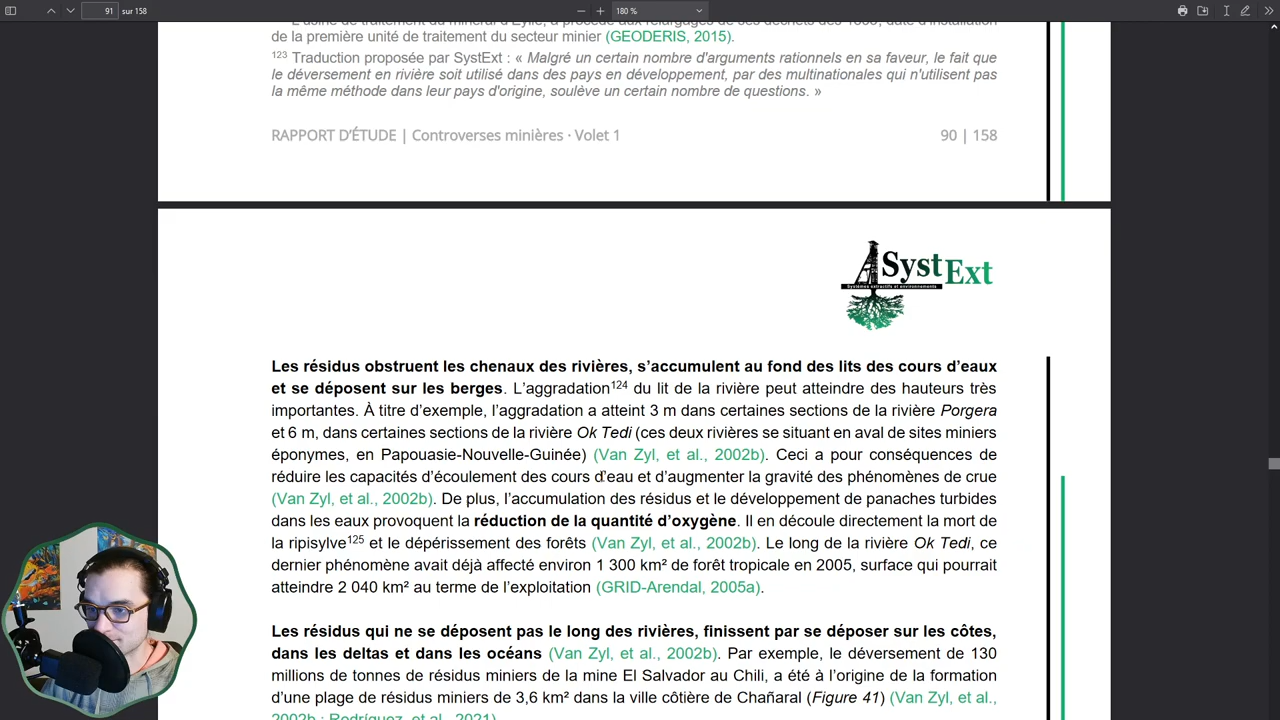 91 sur 158
180 %
de la première unité de traitement du secteur minier (GEODERIS, 2015).
123 Traduction proposée par SystExt : « Malgré un certain nombre d'arguments rationnels en sa faveur, le fait que
le déversement en rivière soit utilisé dans des pays en développement, par des multinationales qui n'utilisent pas
la même méthode dans leur pays d'origine, soulève un certain nombre de questions. »
RAPPORT D'ÉTUDE | Controverses minières · Volet 1
90 | 158
SystExt
Systèmes extractifs et environnements
Les résidus obstruent les chenaux des rivières, s'accumulent au fond des lits des cours d'eaux
et se déposent sur les berges. L'aggradation124 du lit de la rivière peut atteindre des hauteurs très
importantes. À titre d'exemple, l'aggradation a atteint 3 m dans certaines sections de la rivière Porgera
et 6 m, dans certaines sections de la rivière Ok Tedi (ces deux rivières se situant en aval de sites miniers
éponymes, en Papouasie-Nouvelle-Guinée) (Van Zyl, et al., 2002b). Ceci a pour conséquences de
réduire les capacités d'écoulement des cours d'eau et d'augmenter la gravité des phénomènes de crue
(Van Zyl, et al., 2002b). De plus, l'accumulation des résidus et le développement de panaches turbides
dans les eaux provoquent la réduction de la quantité d'oxygène. Il en découle directement la mort de
la ripisylve125 et le dépérissement des forêts (Van Zyl, et al., 2002b). Le long de la rivière Ok Tedi, ce
dernier phénomène avait déjà affecté environ 1 300 km² de forêt tropicale en 2005, surface qui pourrait
atteindre 2 040 km² au terme de l'exploitation (GRID-Arendal, 2005a).
Les résidus qui ne se déposent pas le long des rivières, finissent par se déposer sur les côtes,
dans les deltas et dans les océans (Van Zyl, et al., 2002b). Par exemple, le déversement de 130
millions de tonnes de résidus miniers de la mine El Salvador au Chili, a été à l'origine de la formation
d'une plage de résidus miniers de 3,6 km² dans la ville côtière de Chañaral (Figure 41) (Van Zyl, et al.,
2002b ; Rodríguez, et al., 2021).